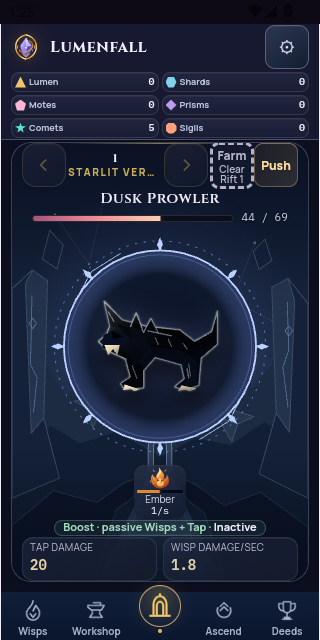 1:25
LUMENFALL
Lumen 0
Shards 0
Motes 0
Prisms 0
Comets 5
Sigils 0
1
STARLIT VER…
Farm
Clear
Rift 1
Push
DUSK PROWLER
44 / 69
Ember
1/s
Boost · passive Wisps + Tap · Inactive
TAP DAMAGE
20
WISP DAMAGE/SEC
1.8
Wisps
Workshop
Ascend
Deeds